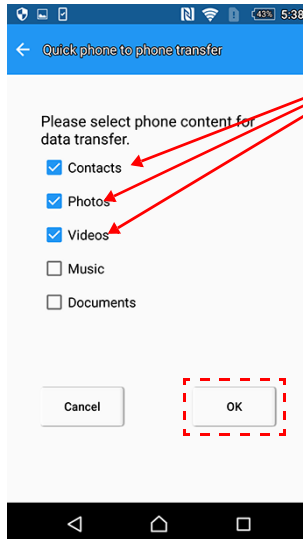 43% 5:38
Quick phone to phone transfer
Please select phone content for
data transfer.
Contacts
Photos
Videos
Music
Documents
Cancel OK